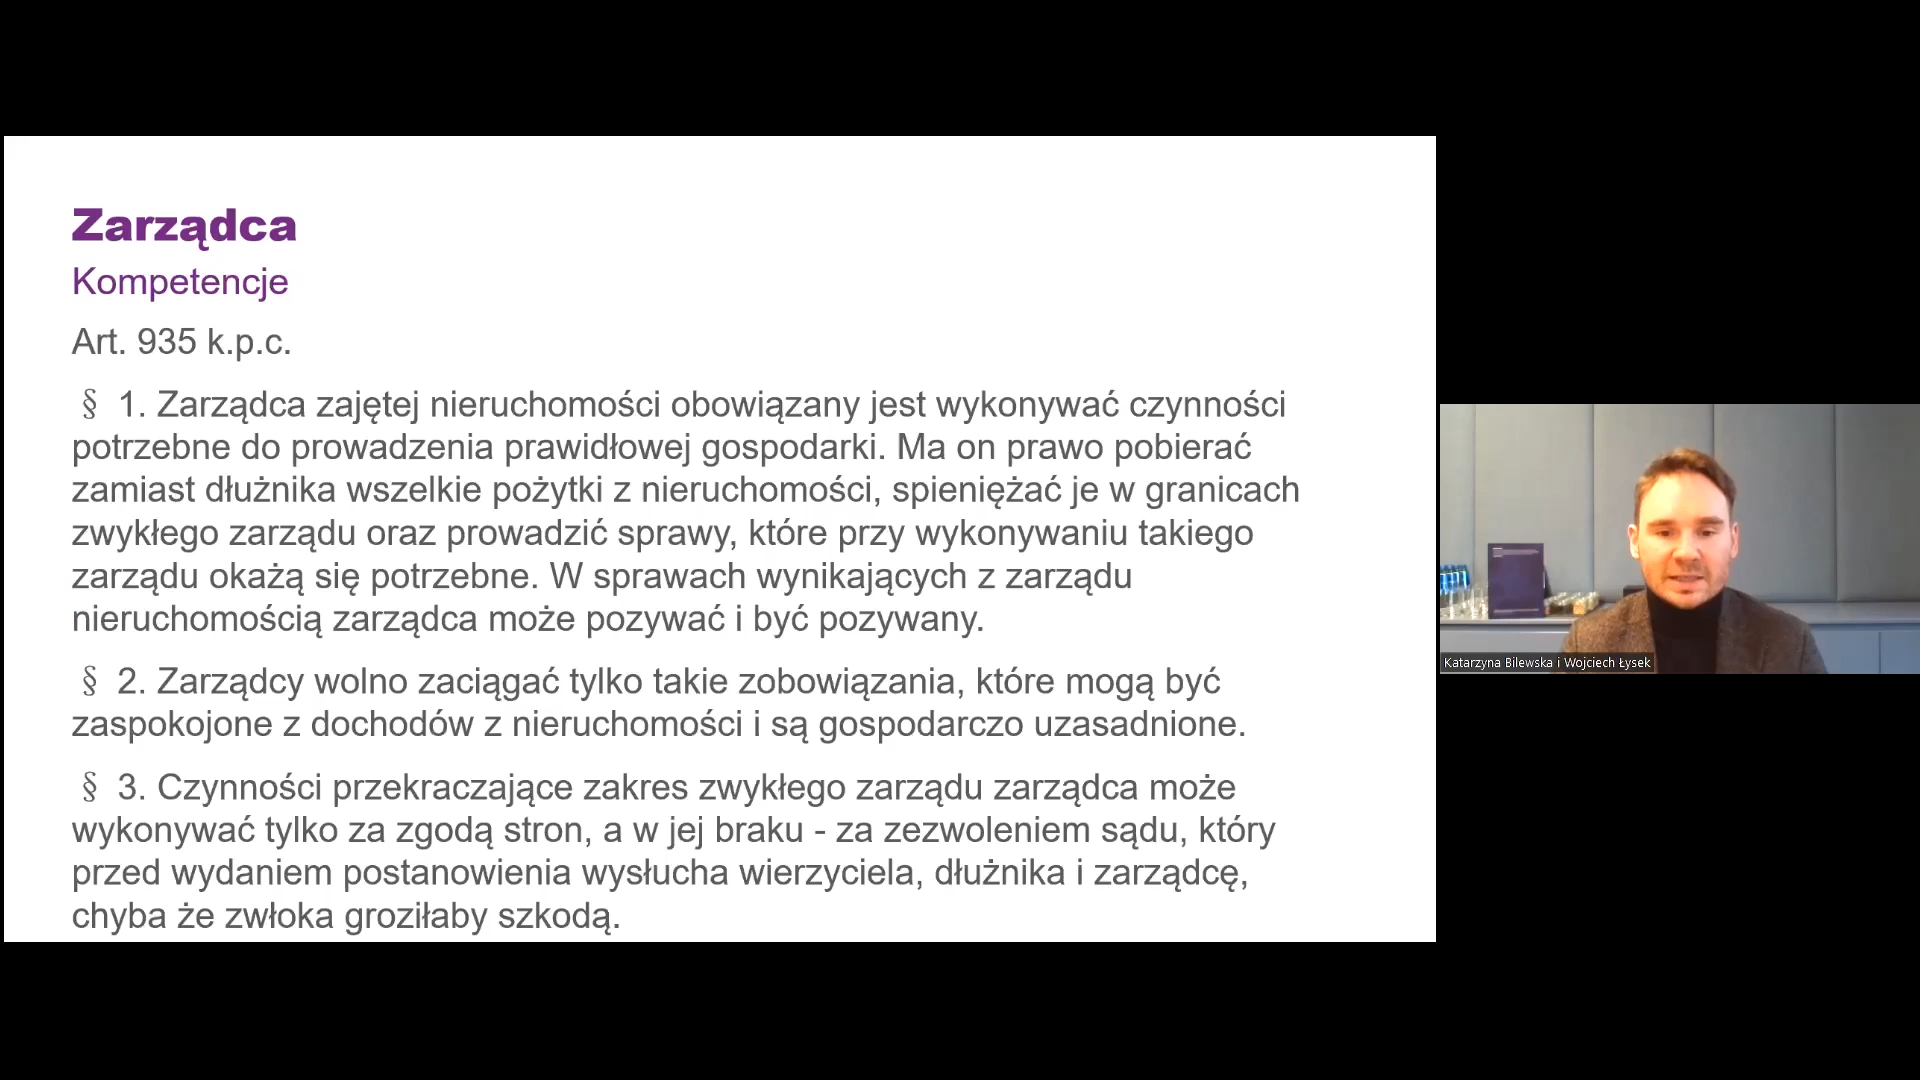 Zarządca
Kompetencje
Art. 935 k.p.c.
§ 1. Zarządca zajętej nieruchomości obowiązany jest wykonywać czynności
potrzebne do prowadzenia prawidłowej gospodarki. Ma on prawo pobierać
zamiast dłużnika wszelkie pożytki z nieruchomości, spieniężać je w granicach
zwykłego zarządu oraz prowadzić sprawy, które przy wykonywaniu takiego
zarządu okażą się potrzebne. W sprawach wynikających z zarządu
nieruchomością zarządca może pozywać i być pozywany.
§ 2. Zarządcy wolno zaciągać tylko takie zobowiązania, które mogą być
zaspokojone z dochodów z nieruchomości i są gospodarczo uzasadnione.
§ 3. Czynności przekraczające zakres zwykłego zarządu zarządca może
wykonywać tylko za zgodą stron, a w jej braku - za zezwoleniem sądu, który
przed wydaniem postanowienia wysłucha wierzyciela, dłużnika i zarządcę,
chyba że zwłoka groziłaby szkodą.
Katarzyna Bilewska i Wojciech Łysek